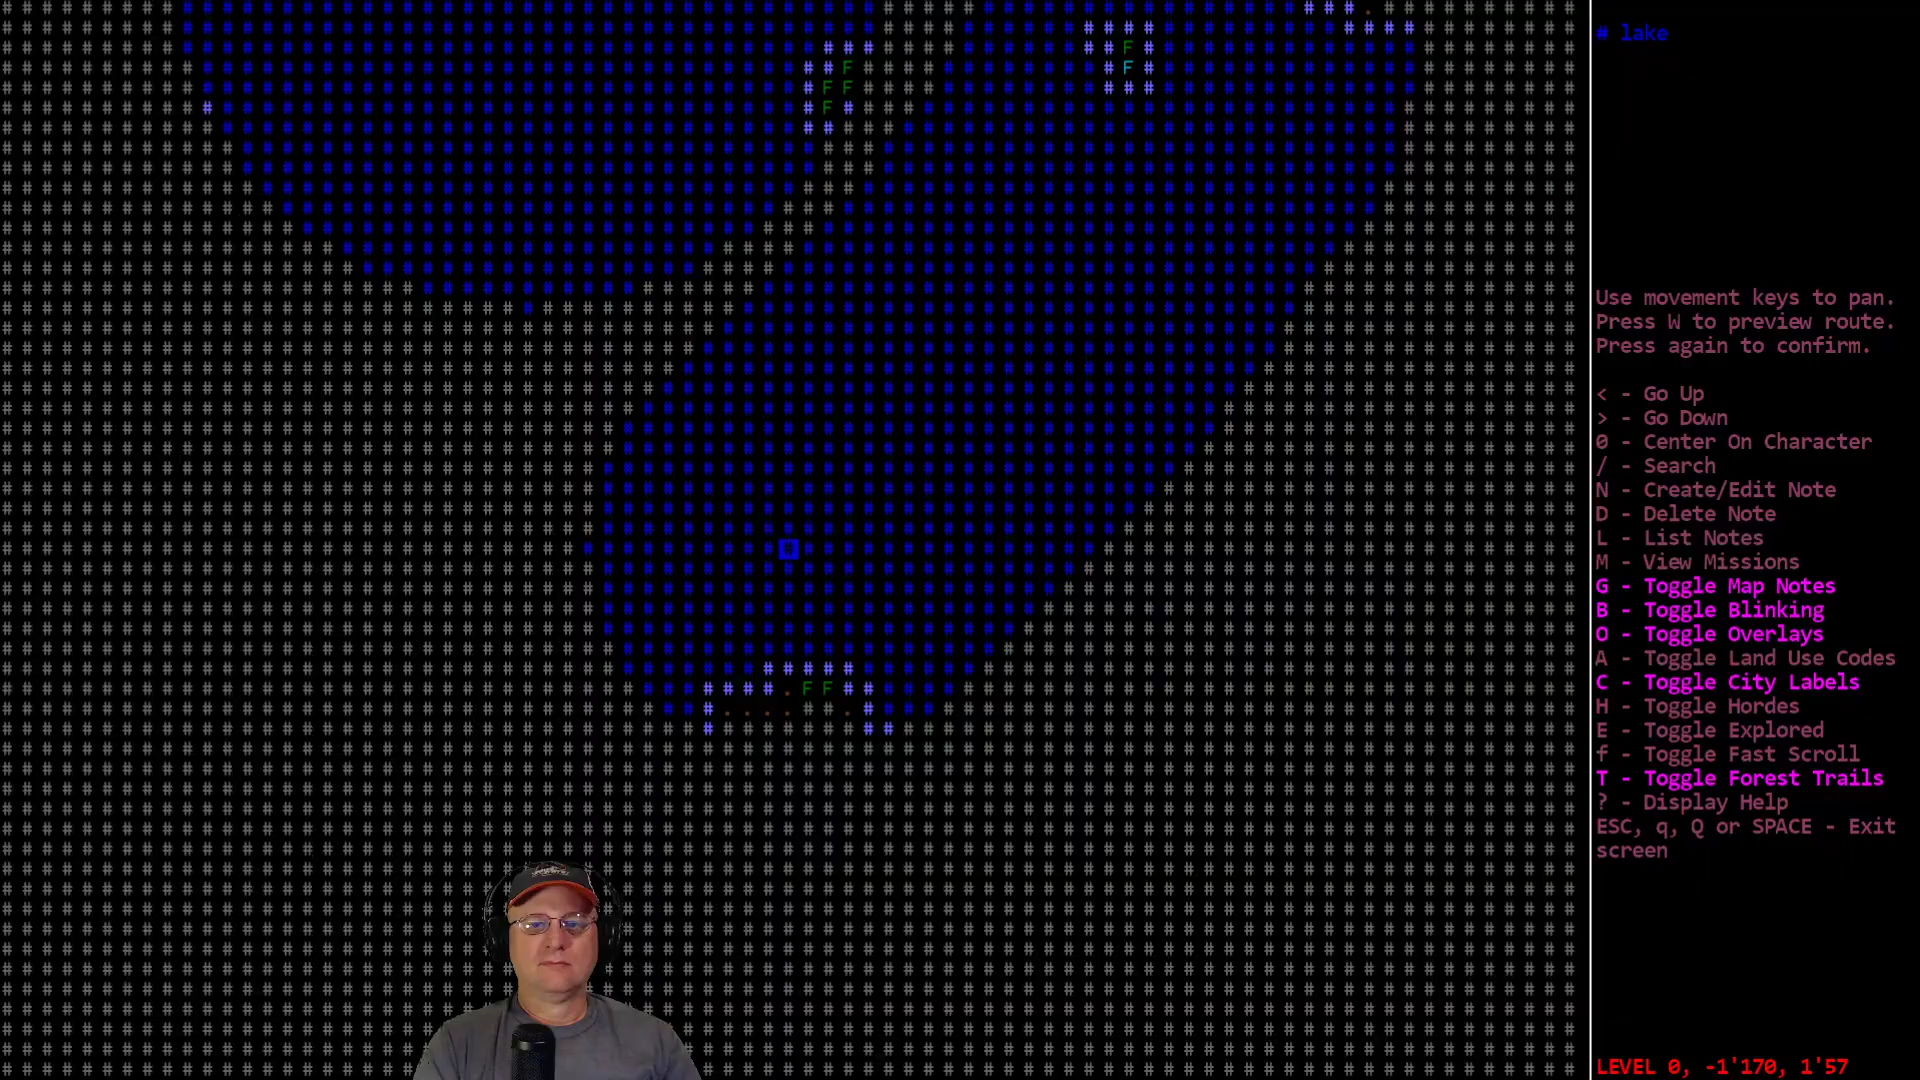 # lake
Use movement keys to pan.
Press W to preview route.
Press again to confirm.
< - Go Up
> - Go Down
0 - Center On Character
/ - Search
N - Create/Edit Note
D - Delete Note
L - List Notes
M - View Missions
G - Toggle Map Notes
B - Toggle Blinking
O - Toggle Overlays
A - Toggle Land Use Codes
C - Toggle City Labels
H - Toggle Hordes
E - Toggle Explored
f - Toggle Fast Scroll
T - Toggle Forest Trails
? - Display Help
ESC, q, Q or SPACE - Exit
screen
LEVEL 0, -1'170, 1'57